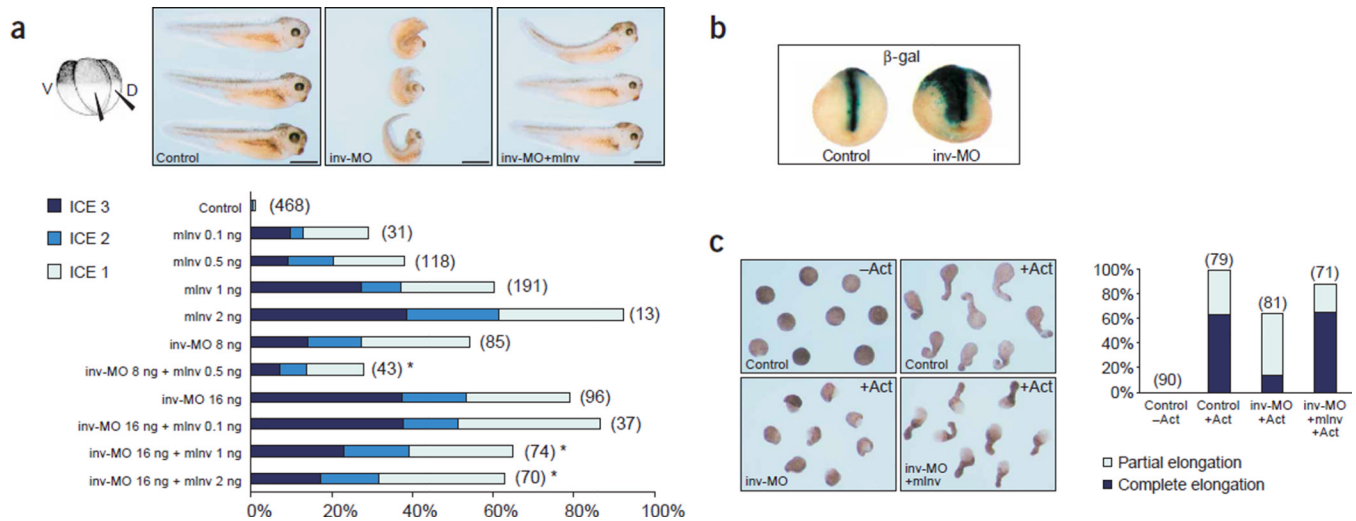 a
V
D
Control
inv-MO
inv-MO+mInv
ICE 3
ICE 2
ICE 1
Control
(468)
mInv 0.1 ng
(31)
mInv 0.5 ng
(118)
mInv 1 ng
(191)
mInv 2 ng
(13)
inv-MO 8 ng
(85)
inv-MO 8 ng + mInv 0.5 ng
(43) *
inv-MO 16 ng
(96)
inv-MO 16 ng + mInv 0.1 ng
(37)
inv-MO 16 ng + mInv 1 ng
(74) *
inv-MO 16 ng + mInv 2 ng
(70) *
0% 20% 40% 60% 80% 100%
b
β-gal
Control
inv-MO
c
–Act
Control
+Act
Control
+Act
inv-MO
+Act
inv-MO
+mInv
100%
80%
60%
40%
20%
0%
(90)
(79)
(81)
(71)
Control
–Act
Control
+Act
inv-MO
+Act
inv-MO
+mInv
+Act
Partial elongation
Complete elongation